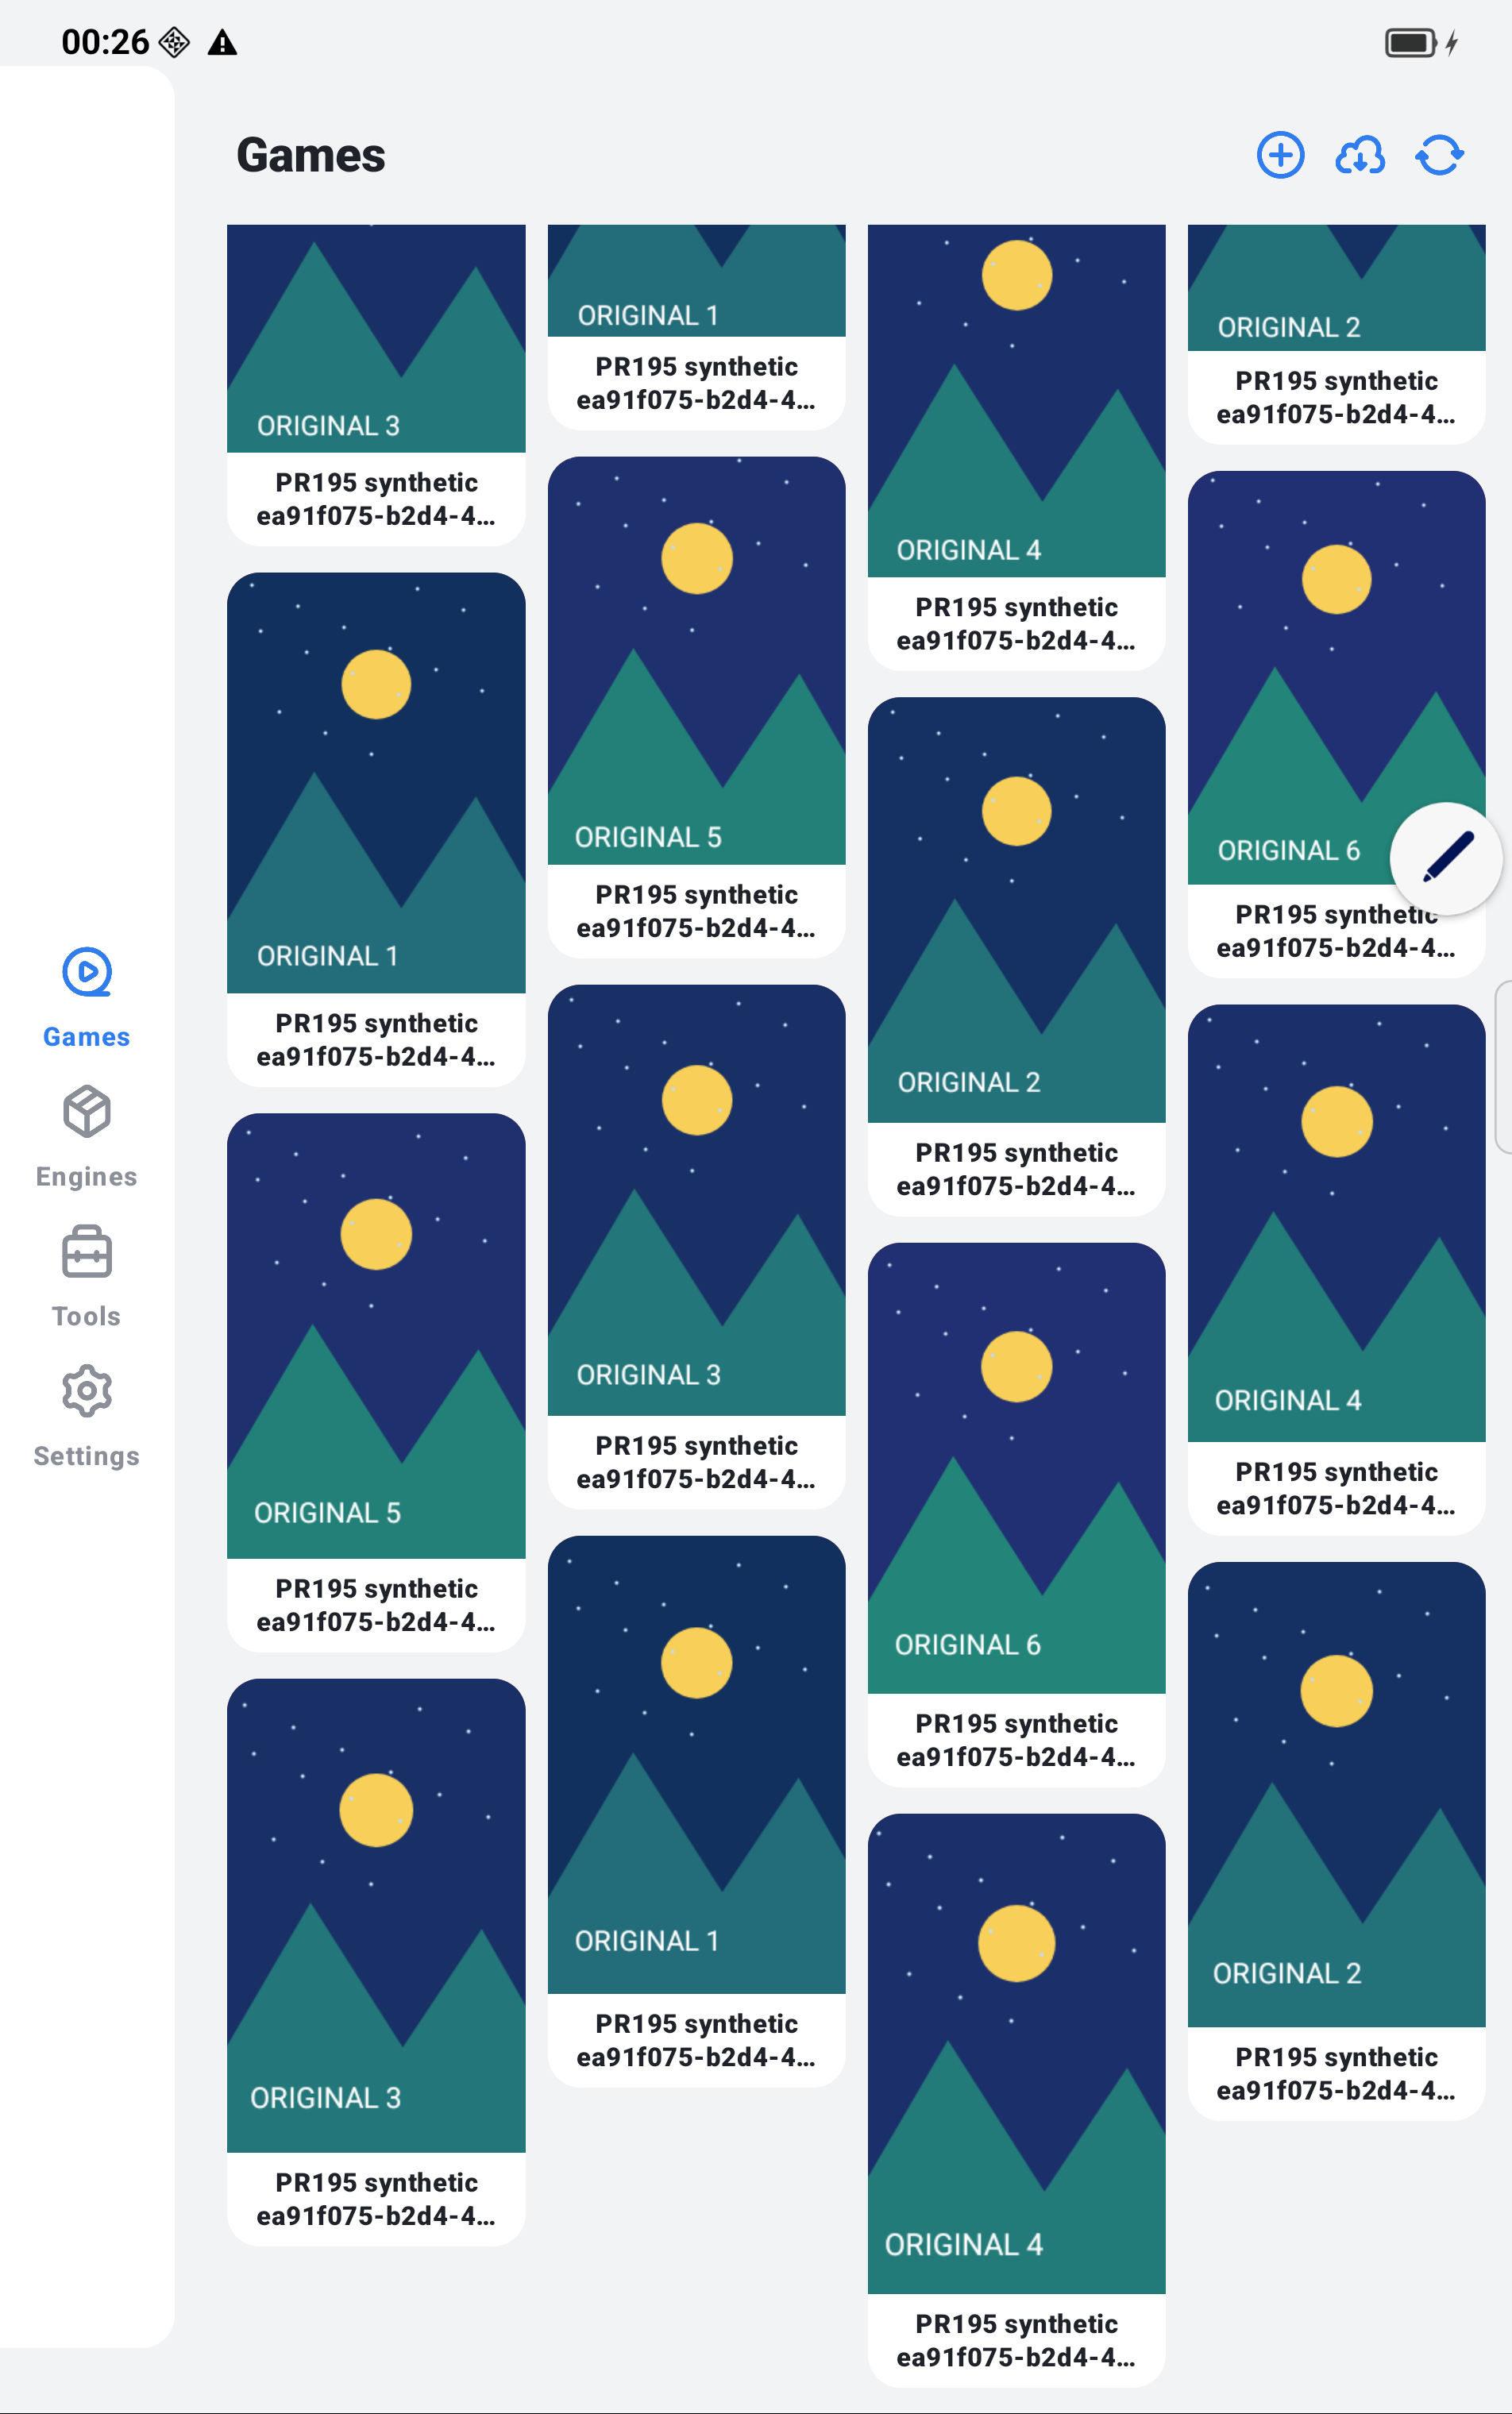 00:26
Games
ORIGINAL 3
PR195 synthetic
ea91f075-b2d4-4…
ORIGINAL 1
PR195 synthetic
ea91f075-b2d4-4…
ORIGINAL 5
PR195 synthetic
ea91f075-b2d4-4…
ORIGINAL 3
PR195 synthetic
ea91f075-b2d4-4…
ORIGINAL 1
PR195 synthetic
ea91f075-b2d4-4…
ORIGINAL 5
PR195 synthetic
ea91f075-b2d4-4…
ORIGINAL 3
PR195 synthetic
ea91f075-b2d4-4…
ORIGINAL 1
PR195 synthetic
ea91f075-b2d4-4…
ORIGINAL 4
PR195 synthetic
ea91f075-b2d4-4…
ORIGINAL 2
PR195 synthetic
ea91f075-b2d4-4…
ORIGINAL 6
PR195 synthetic
ea91f075-b2d4-4…
ORIGINAL 4
PR195 synthetic
ea91f075-b2d4-4…
ORIGINAL 2
PR195 synthetic
ea91f075-b2d4-4…
ORIGINAL 6
PR195 synthetic
ea91f075-b2d4-4…
ORIGINAL 4
PR195 synthetic
ea91f075-b2d4-4…
ORIGINAL 2
PR195 synthetic
ea91f075-b2d4-4…
Games
Engines
Tools
Settings